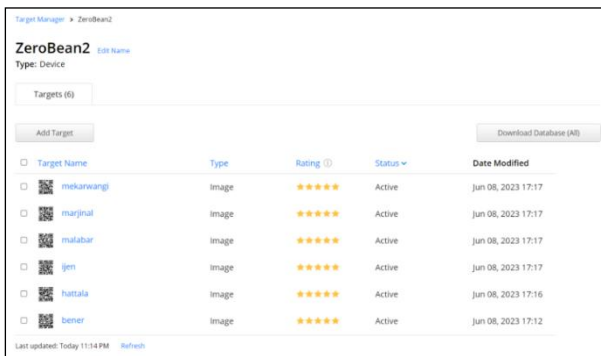 Target Manager > ZeroBean2
ZeroBean2 Edit Name
Type: Device
Targets (6)
Add Target Download Database (All)
Target Name Type Rating Status Date Modified
mekarwangi Image Active Jun 08, 2023 17:17
marjinal Image Active Jun 08, 2023 17:17
malabar Image Active Jun 08, 2023 17:17
ijen Image Active Jun 08, 2023 17:17
hattala Image Active Jun 08, 2023 17:16
bener Image Active Jun 08, 2023 17:12
Last updated: Today 11:14 PM Refresh